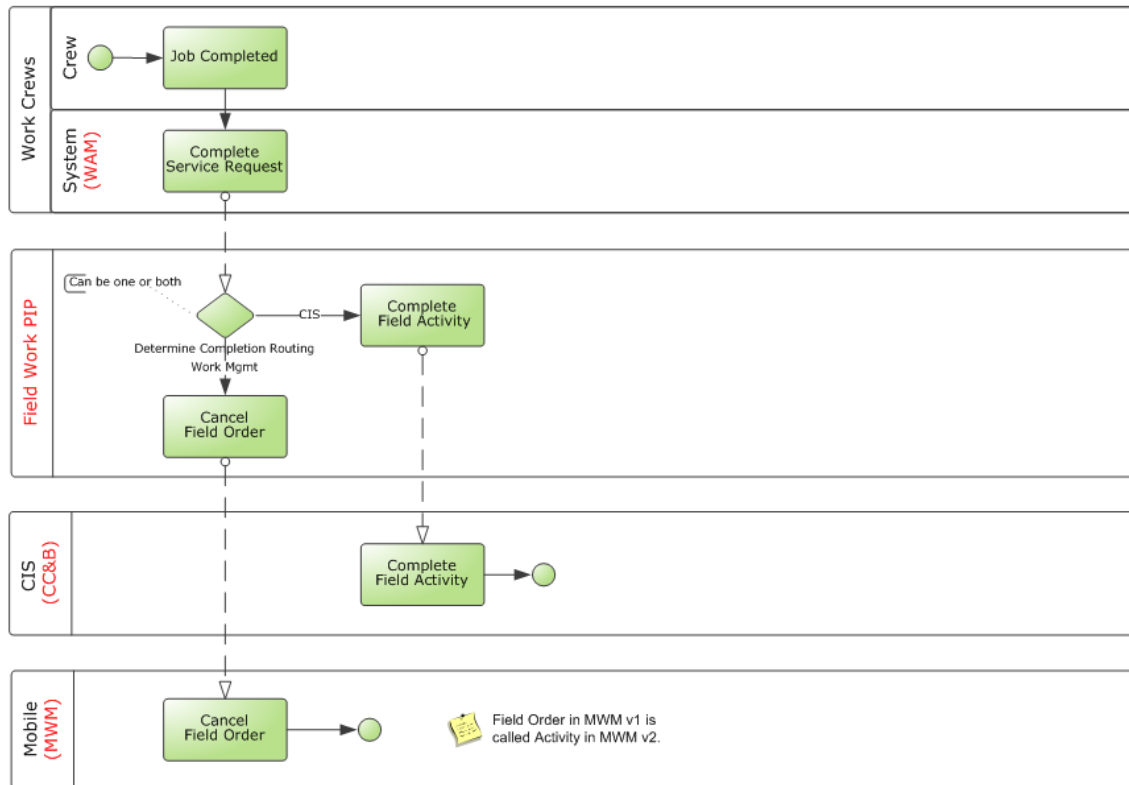 Work Crews
Crew
Job Completed
System
(WAM)
Complete
Service Request
Field Work PIP
Can be one or both
CIS
Complete
Field Activity
Determine Completion Routing
Work Mgmt
Cancel
Field Order
CIS
(CC&B)
Complete
Field Activity
Mobile
(MWM)
Cancel
Field Order
Field Order in MWM v1 is
called Activity in MWM v2.